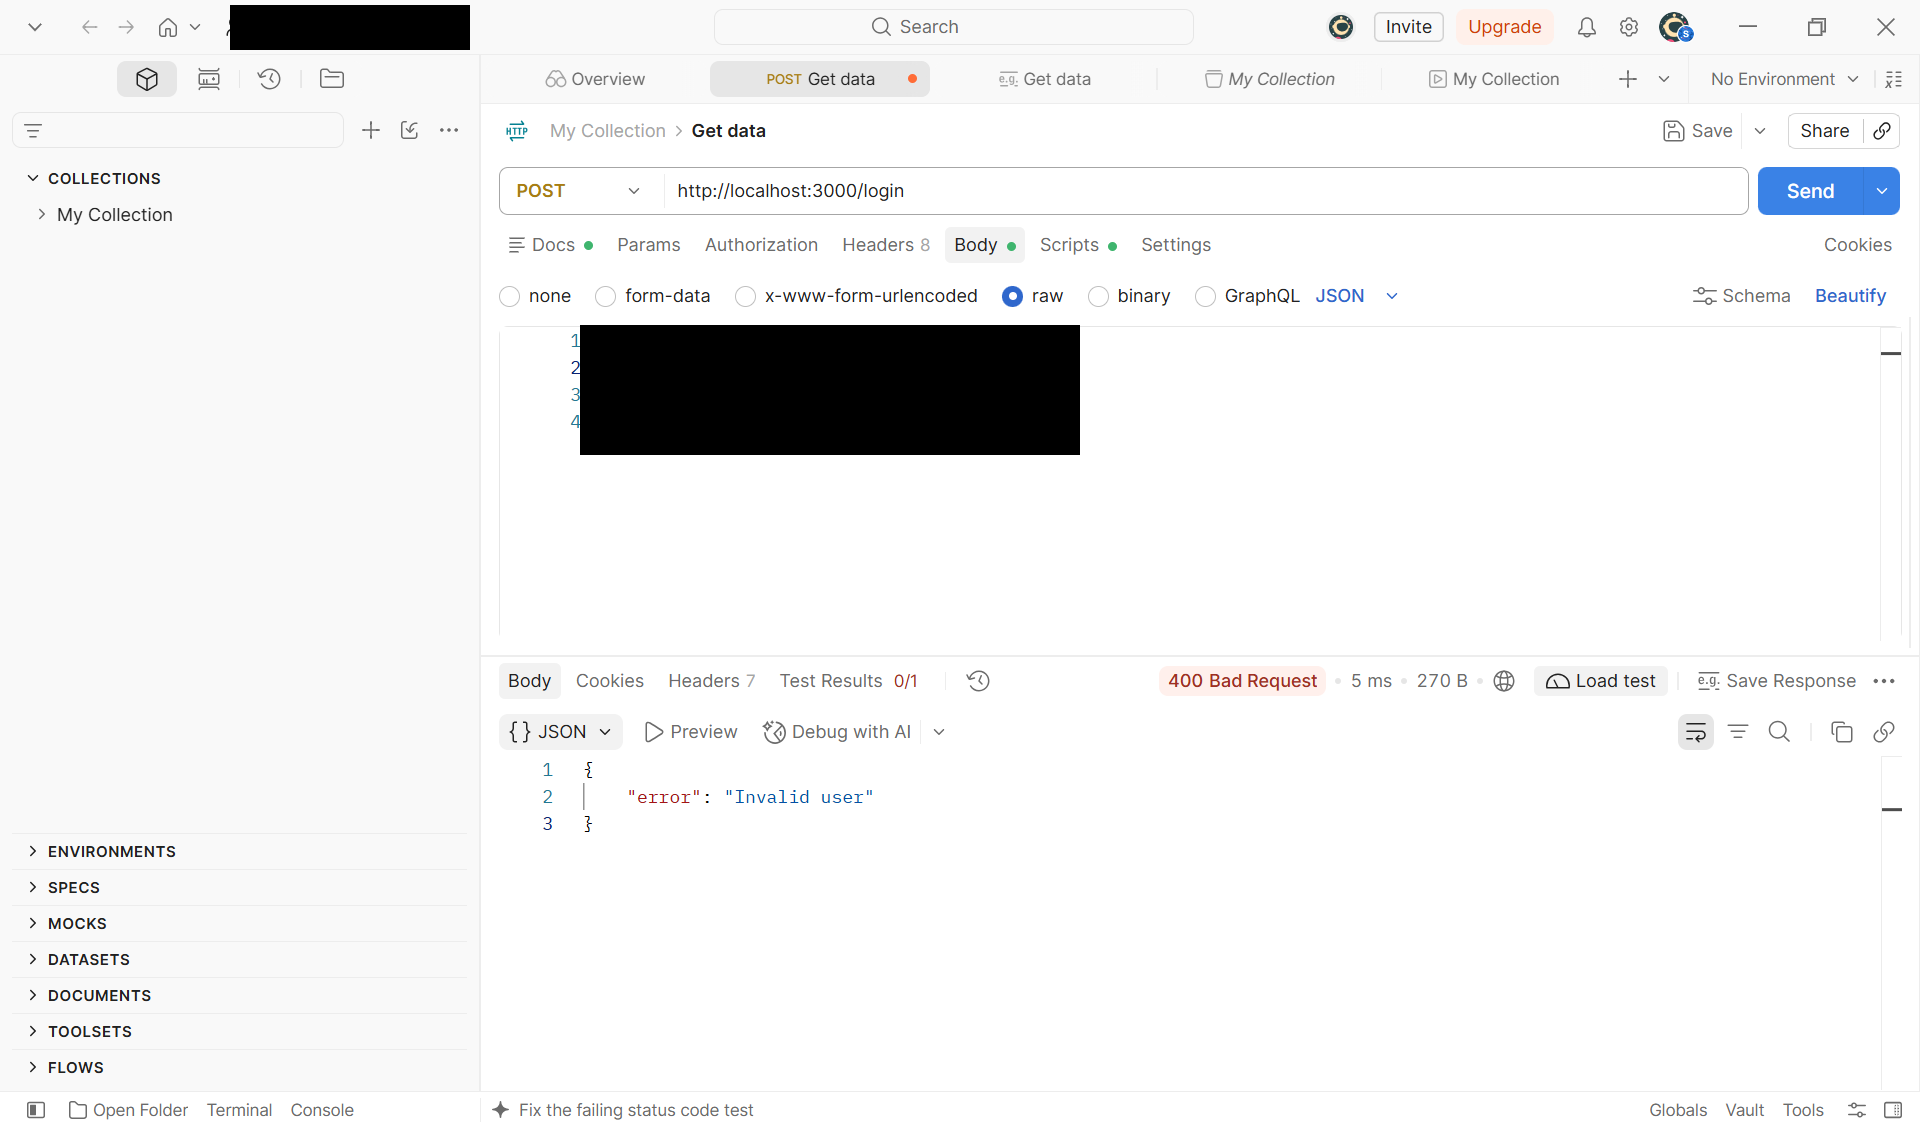 Search
Invite
Upgrade
Overview
POST Get data
e.g. Get data
My Collection
My Collection
No Environment
HTTP My Collection > Get data
Save
Share
COLLECTIONS
My Collection
POST
http://localhost:3000/login
Send
Docs
Params
Authorization
Headers 8
Body
Scripts
Settings
Cookies
none
form-data
x-www-form-urlencoded
raw
binary
GraphQL
JSON
Schema
Beautify
1
2
3
4
Body
Cookies
Headers 7
Test Results 0/1
400 Bad Request
5 ms
270 B
Load test
e.g. Save Response
{} JSON
Preview
Debug with AI
1 {
2 "error": "Invalid user"
3 }
ENVIRONMENTS
SPECS
MOCKS
DATASETS
DOCUMENTS
TOOLSETS
FLOWS
Open Folder
Terminal
Console
Fix the failing status code test
Globals
Vault
Tools